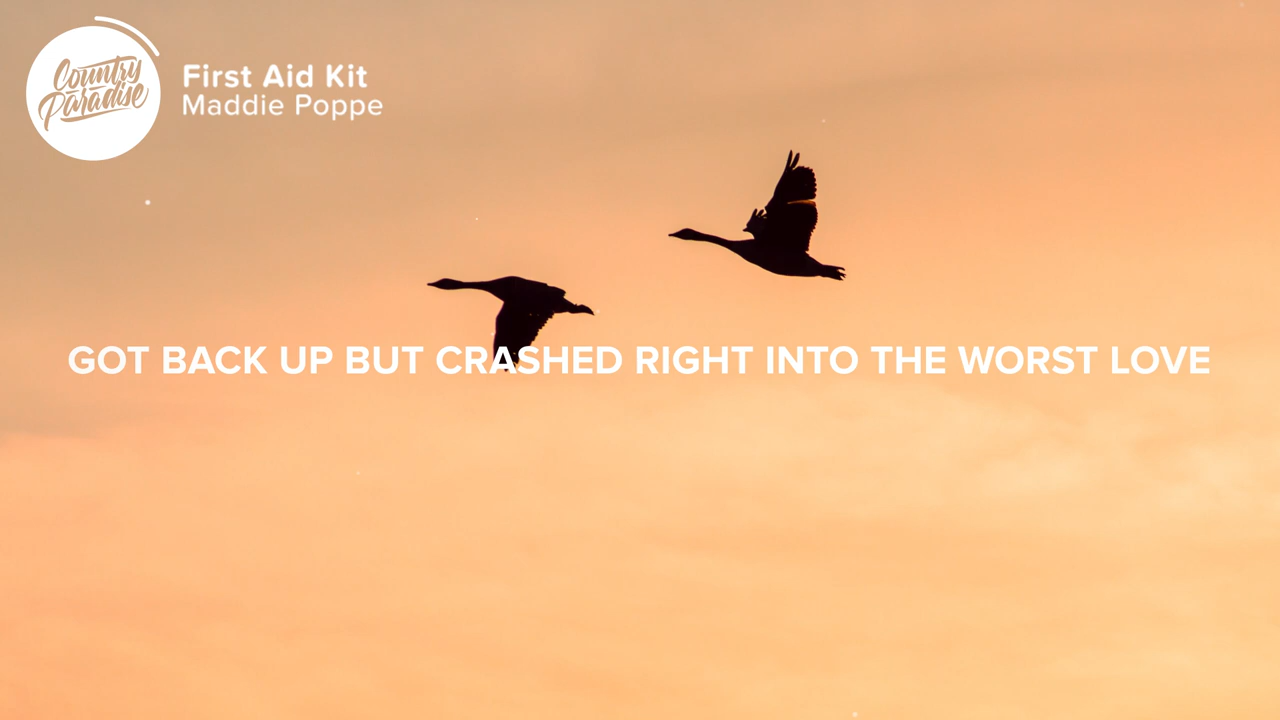 Country
Paradise
First Aid Kit
Maddie Poppe
GOT BACK UP BUT CRASHED RIGHT INTO THE WORST LOVE